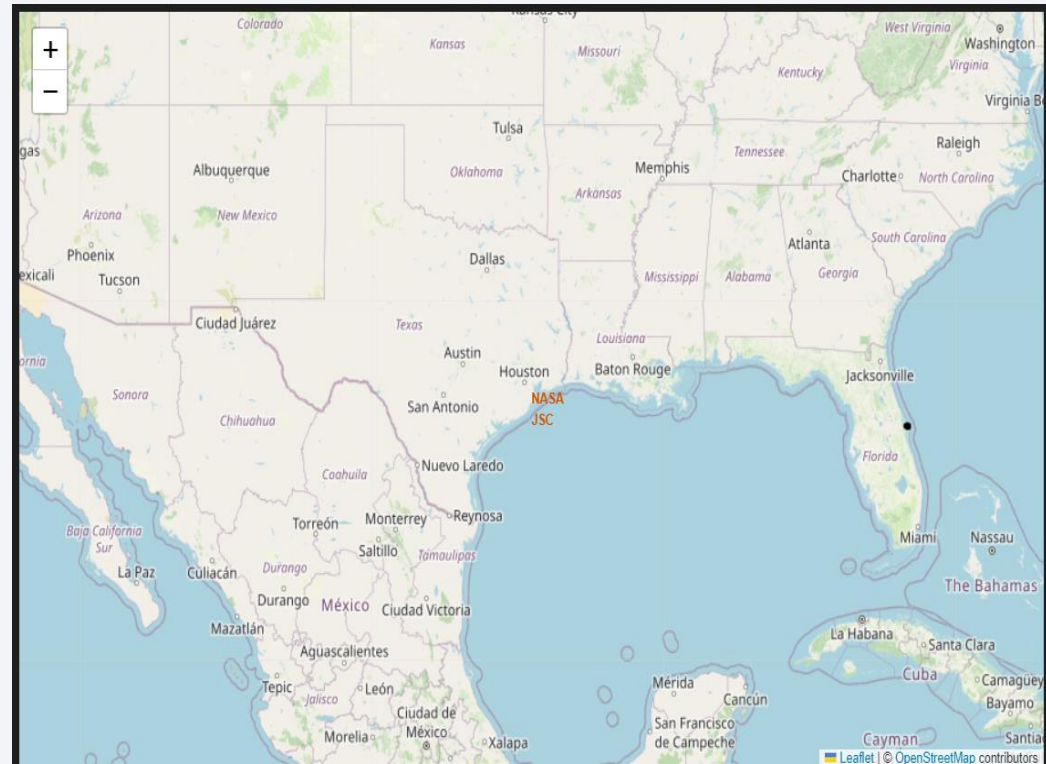 Kansas City
Colorado
West Virginia
+
Kansas
Missouri
Washington
Kentucky
Virginia
−
Virginia B
Tulsa
Raleigh
gas
Tennessee
Albuquerque
Oklahoma
Memphis
Charlotte
North Carolina
Arkansas
Arizona
New Mexico
South Carolina
Phoenix
Dallas
Atlanta
exicali
Tucson
Mississippi
Alabama
Georgia
Ciudad Juárez
Texas
Louisiana
Austin
ornia
Houston
Baton Rouge
Jacksonville
Sonora
NASA
JSC
San Antonio
Chihuahua
Florida
Nuevo Laredo
Coahuila
Reynosa
Torreón
Monterrey
Baja California
Sur
Saltillo
Tamaulipas
Miami
Nassau
La Paz
Culiacán
Durango
The Bahamas
Durango
México
Ciudad Victoria
Mazatlán
La Habana
Santa Clara
Aguascalientes
Cuba
Tepic
León
Mérida
Camagüey
Jalisco
Cancún
Bayamo
Ciudad de
México
San Francisco
de Campeche
Morelia
Xalapa
Cayman
Santia
Leaflet | © OpenStreetMap contributors